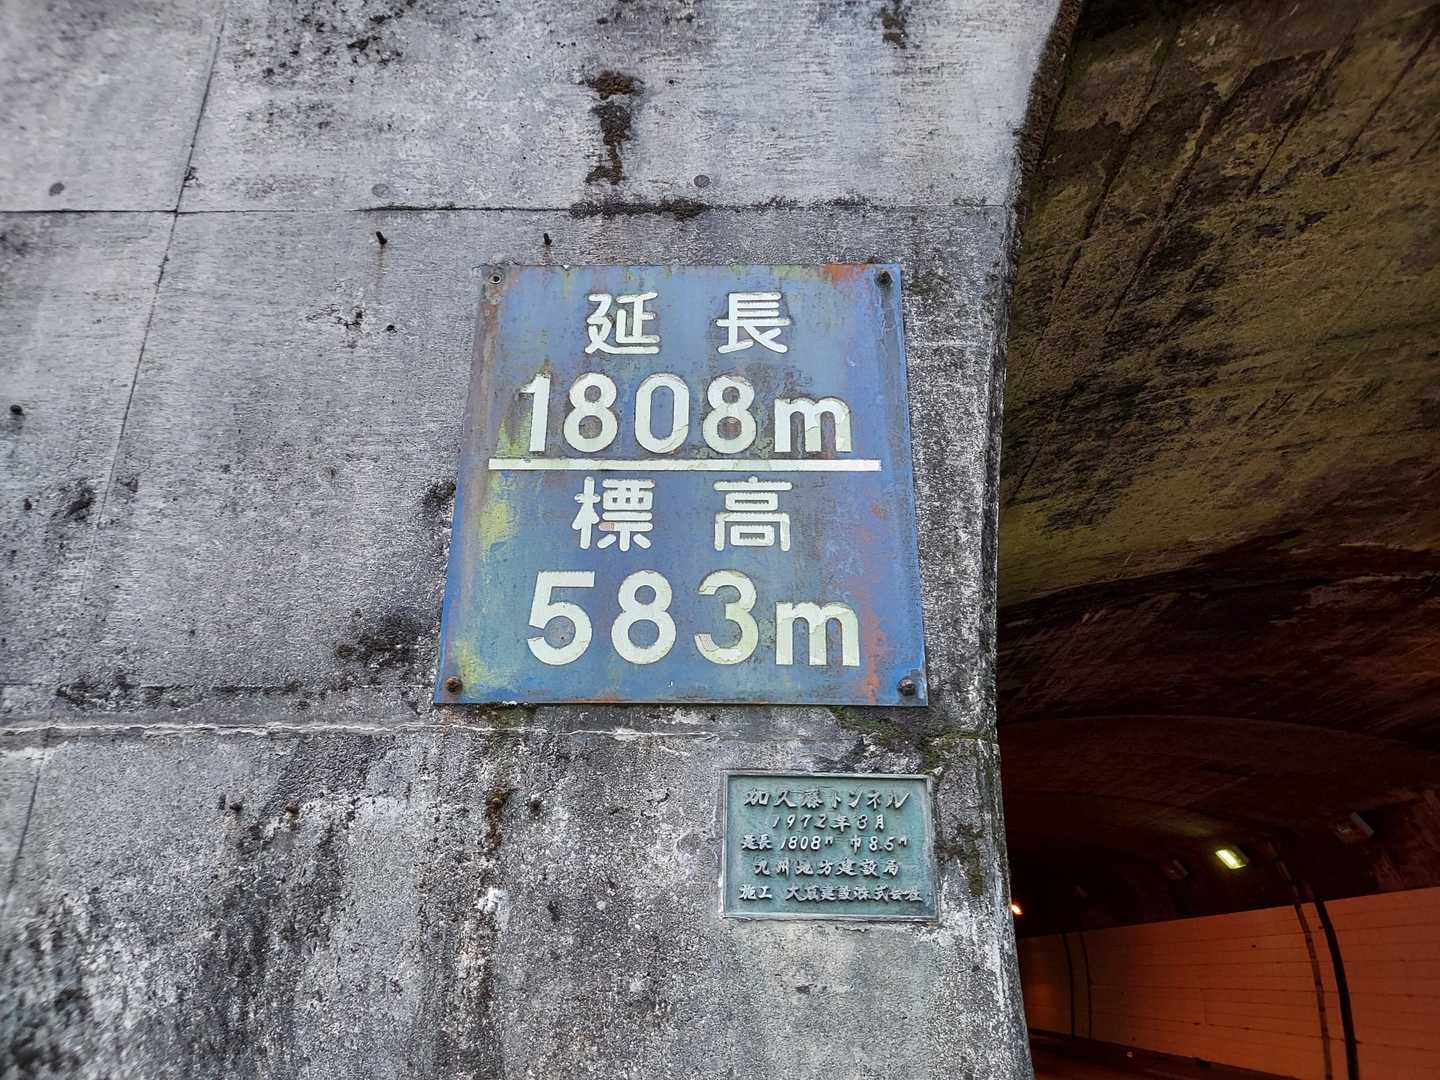 延長
1808m
標高
583m
加久藤トンネル
1972年3月
延長 1808m 巾8.5m
九州地方建設局
施工 大成建設株式会社